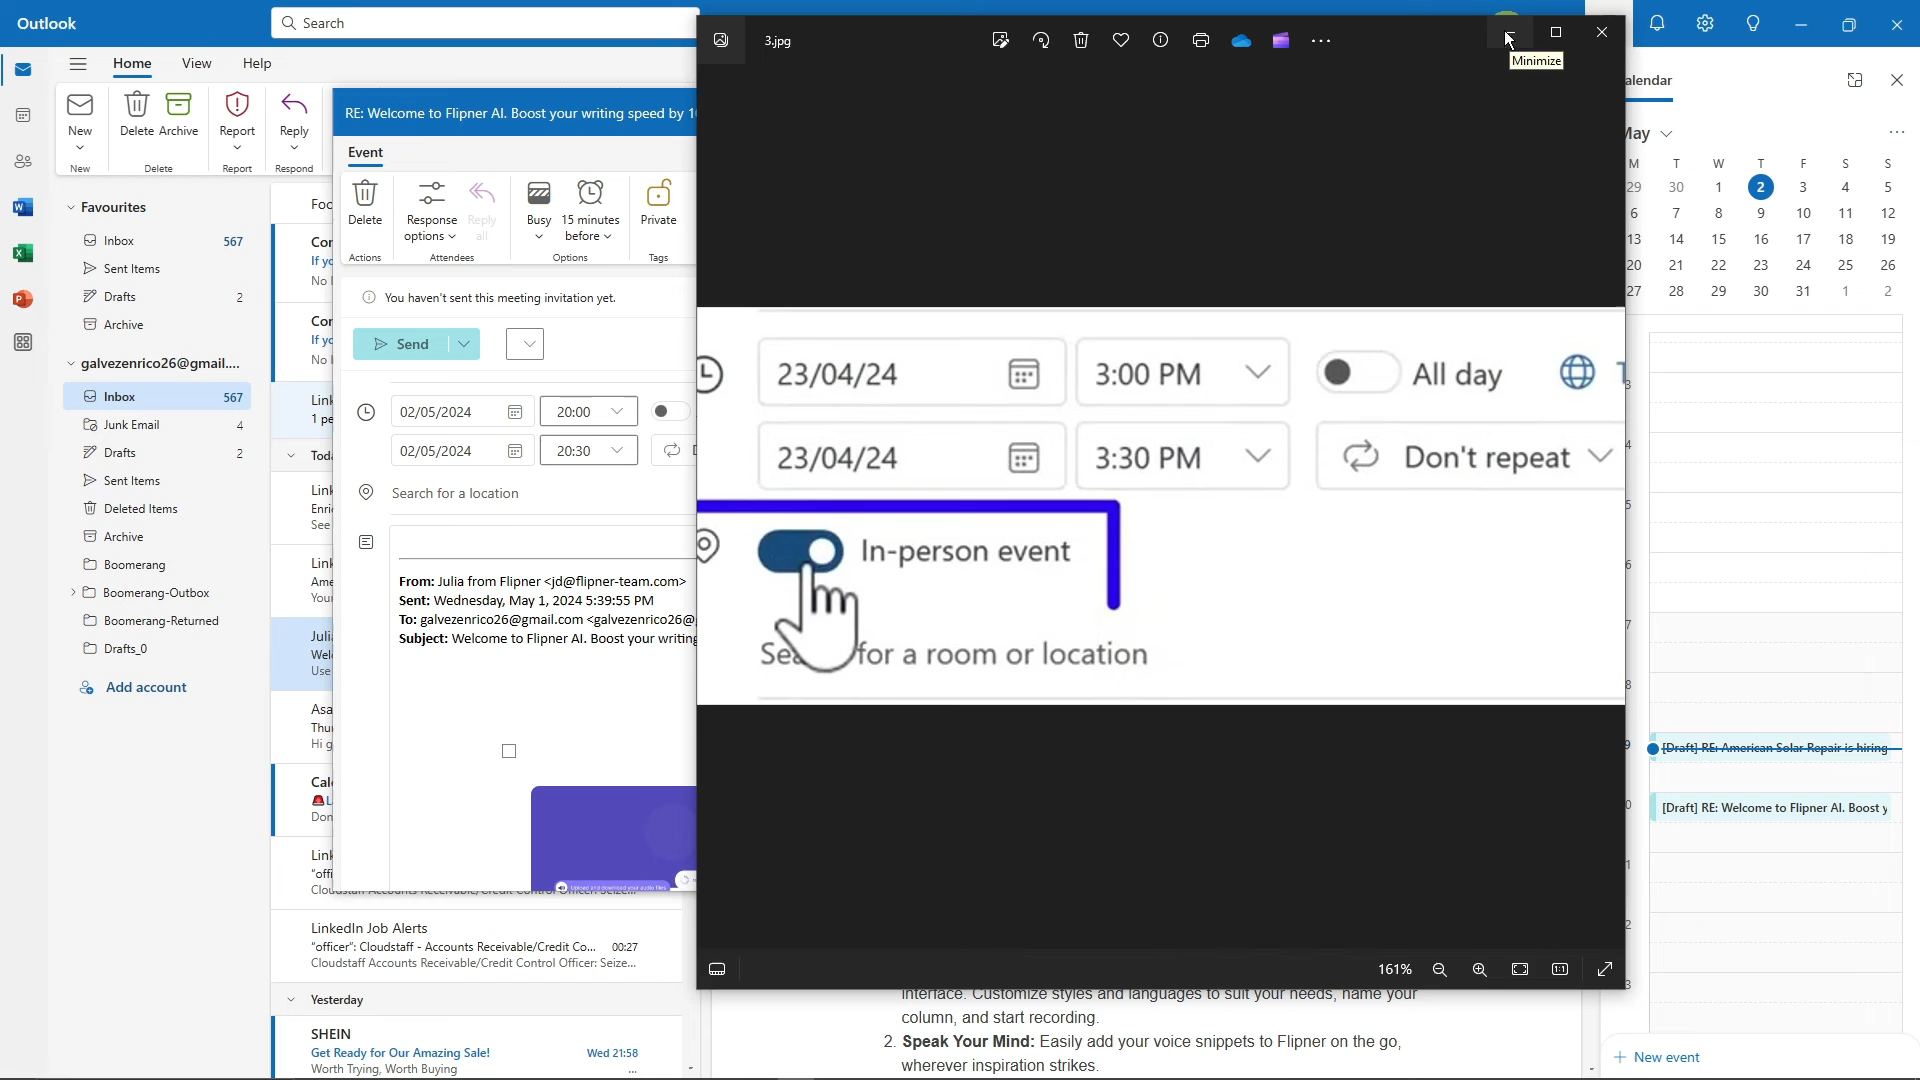 Outlook
Search
Home
View
Help
New
Delete
Archive
Report
Reply
New
Delete
Report
Respond
Favourites
Inbox 567
Sent Items
Drafts 2
Archive
galvezenrico26@gmail....
Inbox 567
Junk Email 4
Drafts 2
Sent Items
Deleted Items
Archive
Boomerang
Boomerang-Outbox
Boomerang-Returned
Drafts_0
Add account
RE: Welcome to Flipner AI. Boost your writing speed by
Event
Delete
Response options
Reply all
Busy
15 minutes before
Private
Actions
Attendees
Options
Tags
You haven't sent this meeting invitation yet.
Send
02/05/2024 20:00
02/05/2024 20:30
Search for a location
From: Julia from Flipner <jd@flipner-team.com>
Sent: Wednesday, May 1, 2024 5:39:55 PM
To: galvezenrico26@gmail.com <galvezenrico26@
Subject: Welcome to Flipner AI. Boost your writing
Upload and download your audio files
LinkedIn Job Alerts
"officer": Cloudstaff - Accounts Receivable/Credit Co... 00:27
Cloudstaff Accounts Receivable/Credit Control Officer: Seize...
Yesterday
SHEIN
Get Ready for Our Amazing Sale! Wed 21:58
Worth Trying, Worth Buying ...
3.jpg
Minimize
23/04/24 3:00 PM All day
23/04/24 3:30 PM Don't repeat
In-person event
for a room or location
161%
interface. Customize styles and languages to suit your needs, name your
column, and start recording.
2. Speak Your Mind: Easily add your voice snippets to Flipner on the go,
wherever inspiration strikes.
alendar
May
M T W T F S S
29 30 1 2 3 4 5
6 7 8 9 10 11 12
13 14 15 16 17 18 19
20 21 22 23 24 25 26
27 28 29 30 31 1 2
[Draft] RE: American Solar Repair is hiring
[Draft] RE: Welcome to Flipner AI. Boost y
New event